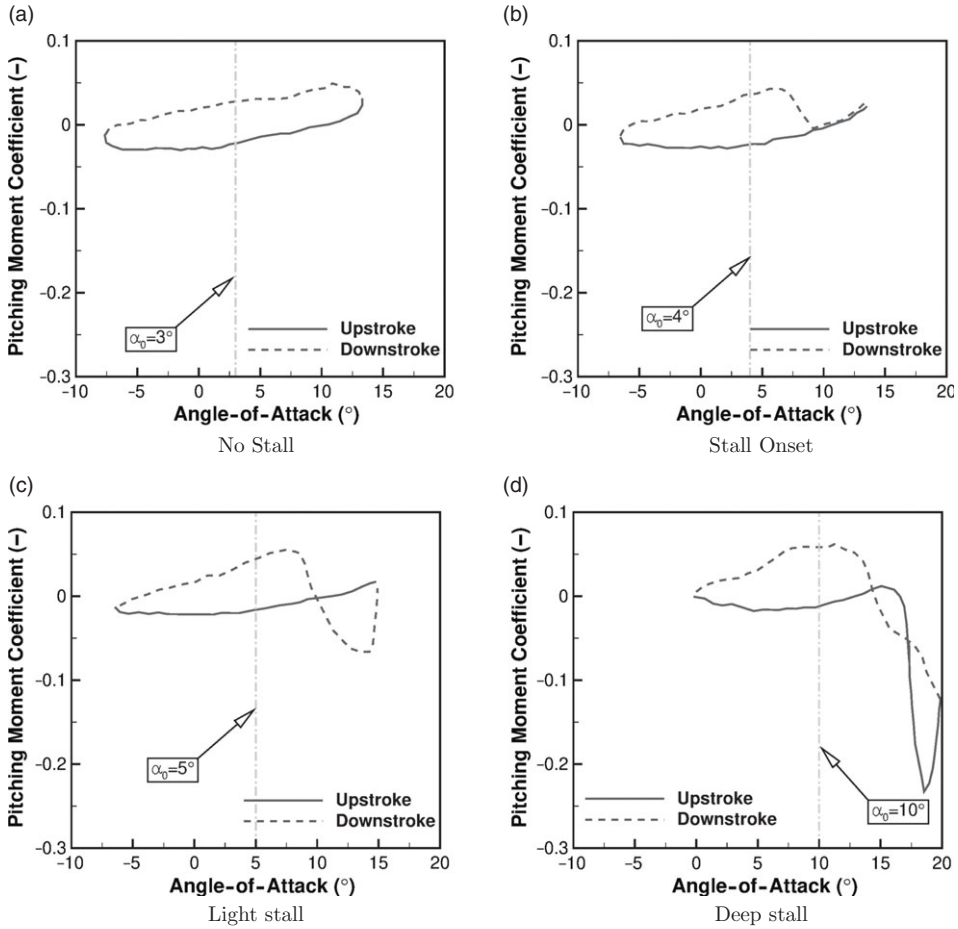 (a)
Pitching Moment Coefficient (-)
0.1
0
-0.1
-0.2
-0.3
α₀=3°
Upstroke
Downstroke
-10 -5 0 5 10 15 20
Angle-of-Attack (°)
No Stall
(b)
Pitching Moment Coefficient (-)
0.1
0
-0.1
-0.2
-0.3
α₀=4°
Upstroke
Downstroke
-10 -5 0 5 10 15 20
Angle-of-Attack (°)
Stall Onset
(c)
Pitching Moment Coefficient (-)
0.1
0
-0.1
-0.2
-0.3
α₀=5°
Upstroke
Downstroke
-10 -5 0 5 10 15 20
Angle-of-Attack (°)
Light stall
(d)
Pitching Moment Coefficient (-)
0.1
0
-0.1
-0.2
-0.3
α₀=10°
Upstroke
Downstroke
-10 -5 0 5 10 15 20
Angle-of-Attack (°)
Deep stall